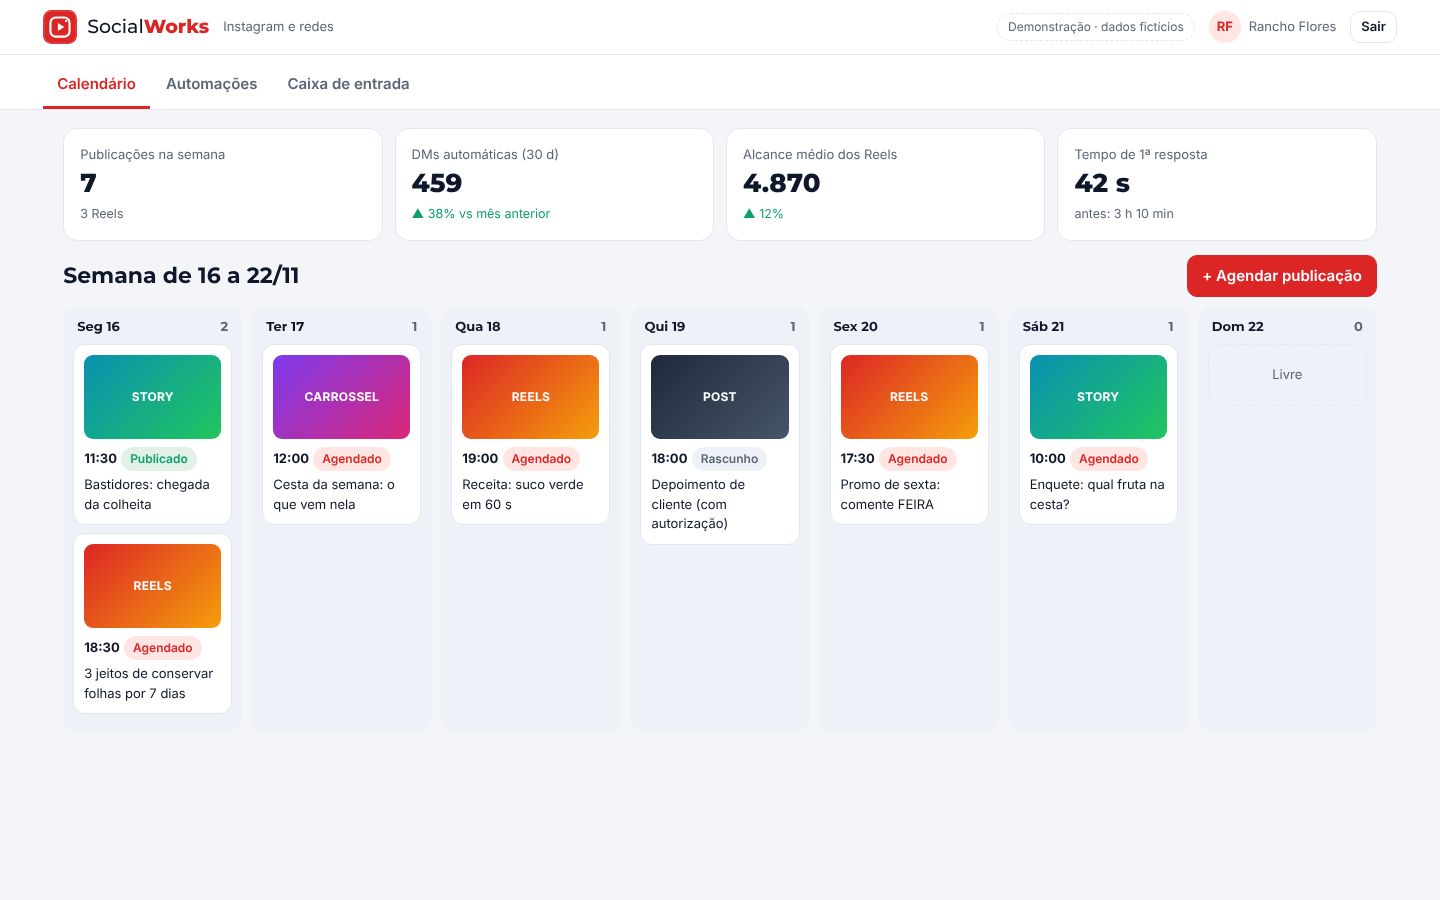 SocialWorks
Instagram e redes
Demonstração · dados fictícios
RF
Rancho Flores
Sair
Calendário
Automações
Caixa de entrada
Publicações na semana
7
3 Reels
DMs automáticas (30 d)
459
▲ 38% vs mês anterior
Alcance médio dos Reels
4.870
▲ 12%
Tempo de 1ª resposta
42 s
antes: 3 h 10 min
Semana de 16 a 22/11
+ Agendar publicação
Seg 16
2
STORY
11:30 Publicado
Bastidores: chegada
da colheita
REELS
18:30 Agendado
3 jeitos de conservar
folhas por 7 dias
Ter 17
1
CARROSSEL
12:00 Agendado
Cesta da semana: o
que vem nela
Qua 18
1
REELS
19:00 Agendado
Receita: suco verde
em 60 s
Qui 19
1
POST
18:00 Rascunho
Depoimento de
cliente (com
autorização)
Sex 20
1
REELS
17:30 Agendado
Promo de sexta:
comente FEIRA
Sáb 21
1
STORY
10:00 Agendado
Enquete: qual fruta na
cesta?
Dom 22
0
Livre